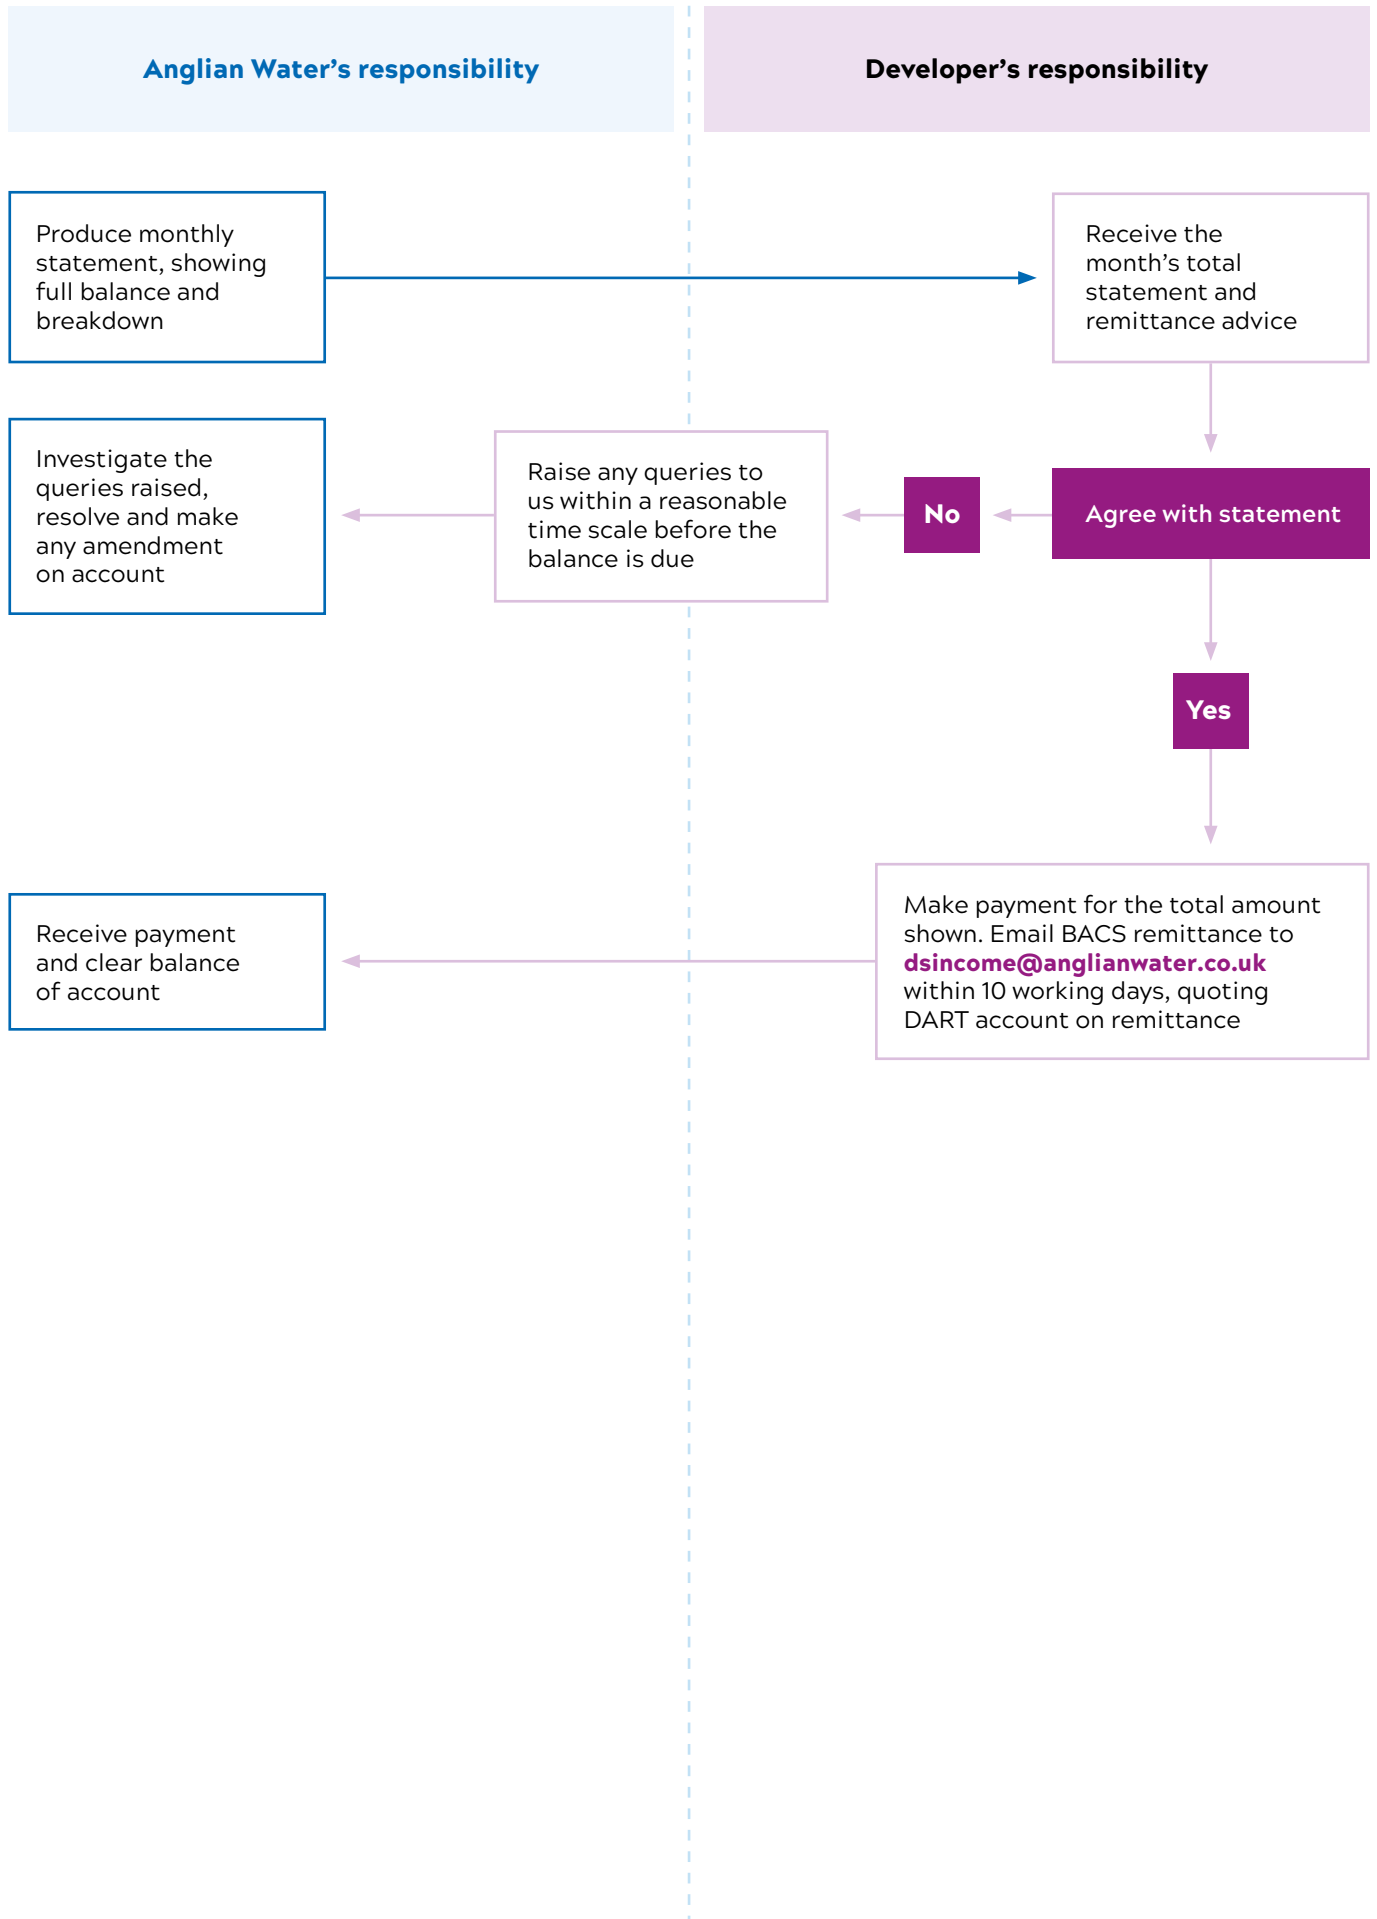 Anglian Water’s responsibility
Developer’s responsibility
Produce monthly
statement, showing
full balance and
breakdown
Receive the
month’s total
statement and
remittance advice
Investigate the
queries raised,
resolve and make
any amendment
on account
Raise any queries to
us within a reasonable
time scale before the
balance is due
No
Agree with statement
Yes
Receive payment
and clear balance
of account
Make payment for the total amount
shown. Email BACS remittance to
dsincome@anglianwater.co.uk
within 10 working days, quoting
DART account on remittance